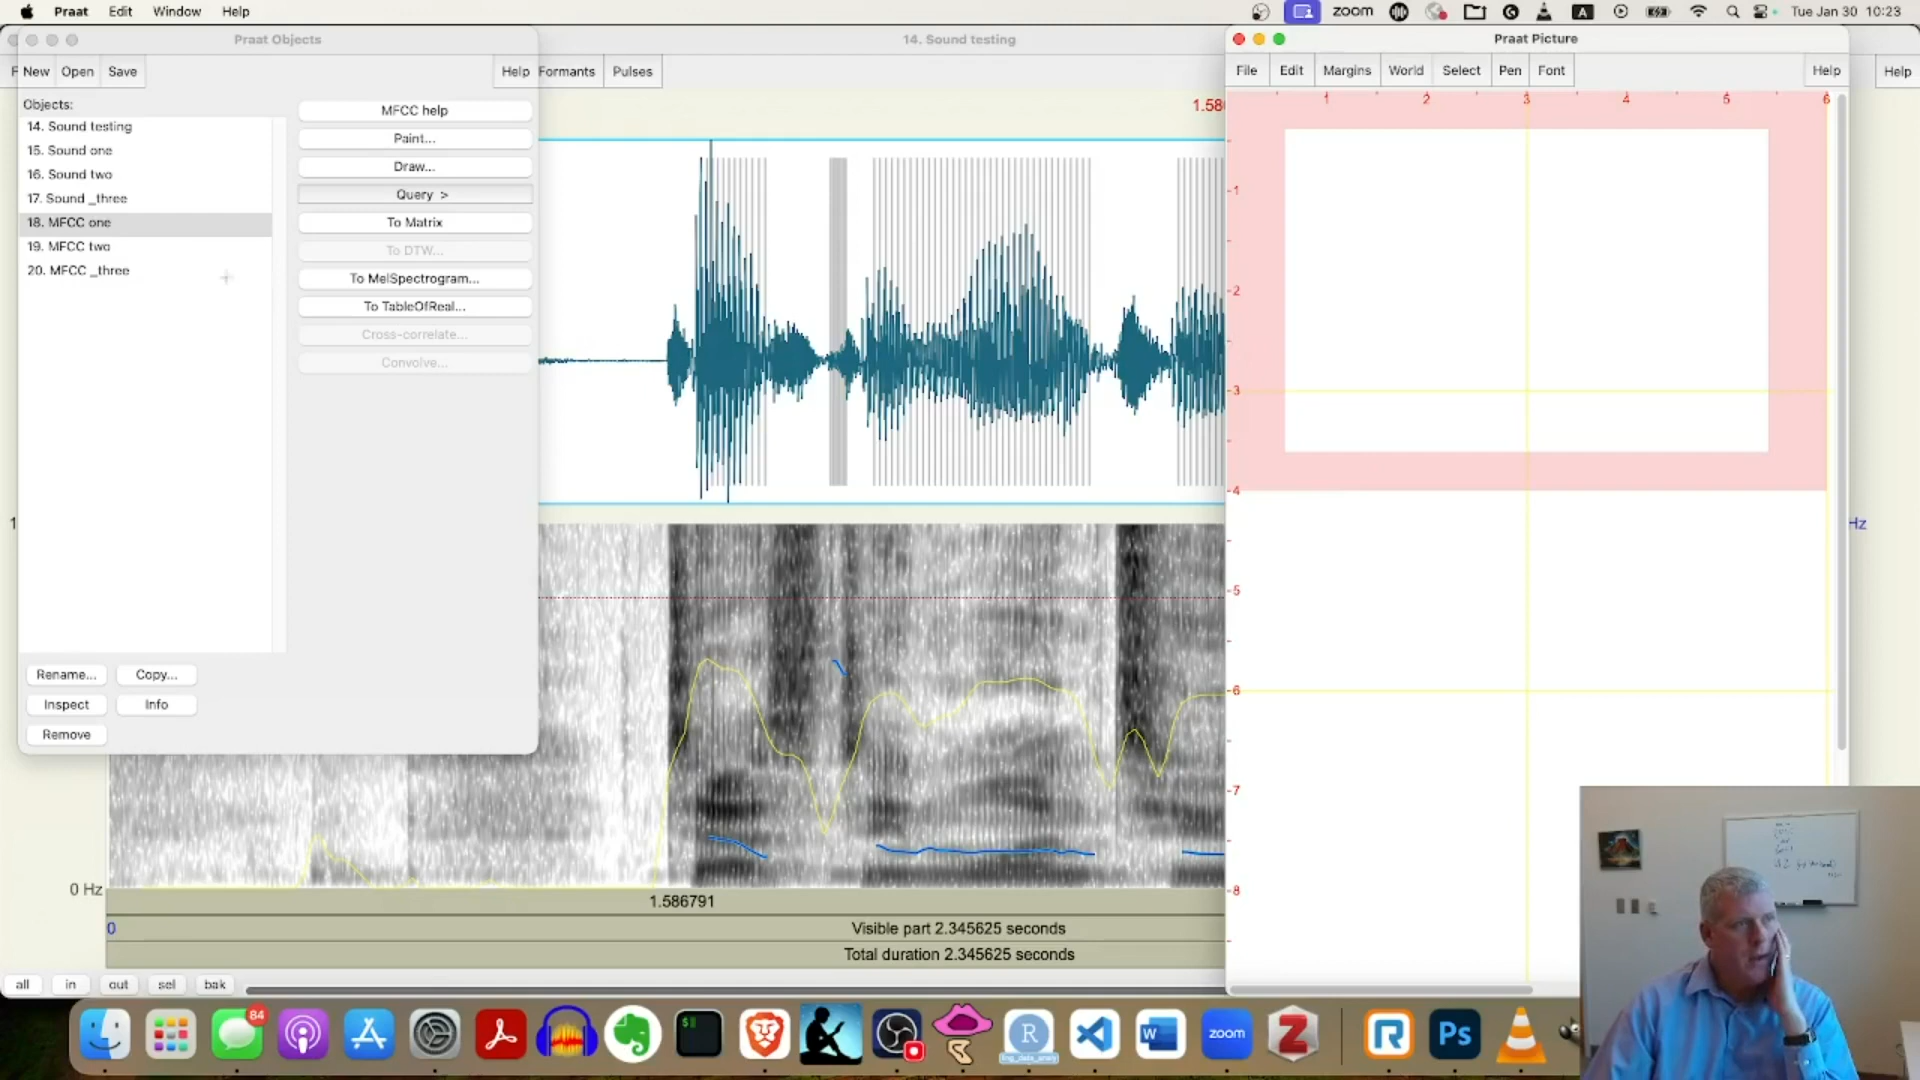 Praat Edit Window Help
zoom A Tue Jan 30 10:23
Praat Objects
New Open Save Help
Objects:
14. Sound testing
15. Sound one
16. Sound two
17. Sound _three
18. MFCC one
19. MFCC two
20. MFCC _three
MFCC help
Paint...
Draw...
Query >
To Matrix
To DTW...
To MelSpectrogram...
To TableOfReal...
Cross-correlate...
Convolve...
Rename... Copy...
Inspect Info
Remove
14. Sound testing
Formants Pulses
Help
1.58
Hz
0 Hz
1.586791
0
Visible part 2.345625 seconds
Total duration 2.345625 seconds
all in out sel bak
Praat Picture
File Edit Margins World Select Pen Font Help
1 2 3 4 5 6
1
2
3
4
5
6
7
8
84
$
R
W
zoom
Z
R
Ps